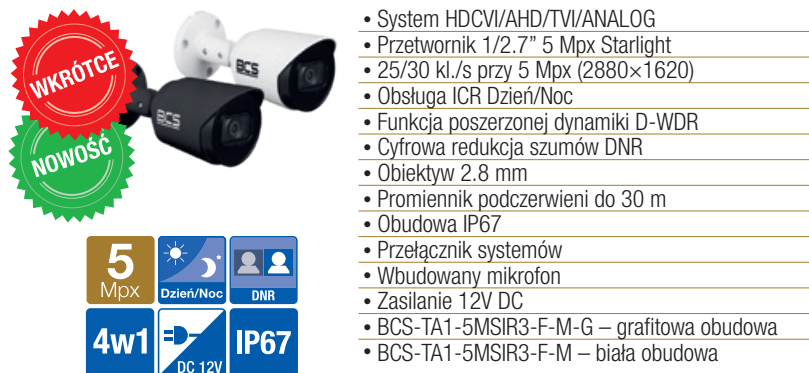 WKRÓTCE
NOWOŚĆ
BCS
BCS
5
Mpx
Dzień/Noc
DNR
4w1
DC 12V
IP67
• System HDCVI/AHD/TVI/ANALOG
• Przetwornik 1/2.7” 5 Mpx Starlight
• 25/30 kl./s przy 5 Mpx (2880×1620)
• Obsługa ICR Dzień/Noc
• Funkcja poszerzonej dynamiki D-WDR
• Cyfrowa redukcja szumów DNR
• Obiektyw 2.8 mm
• Promiennik podczerwieni do 30 m
• Obudowa IP67
• Przełącznik systemów
• Wbudowany mikrofon
• Zasilanie 12V DC
• BCS-TA1-5MSIR3-F-M-G – grafitowa obudowa
• BCS-TA1-5MSIR3-F-M – biała obudowa